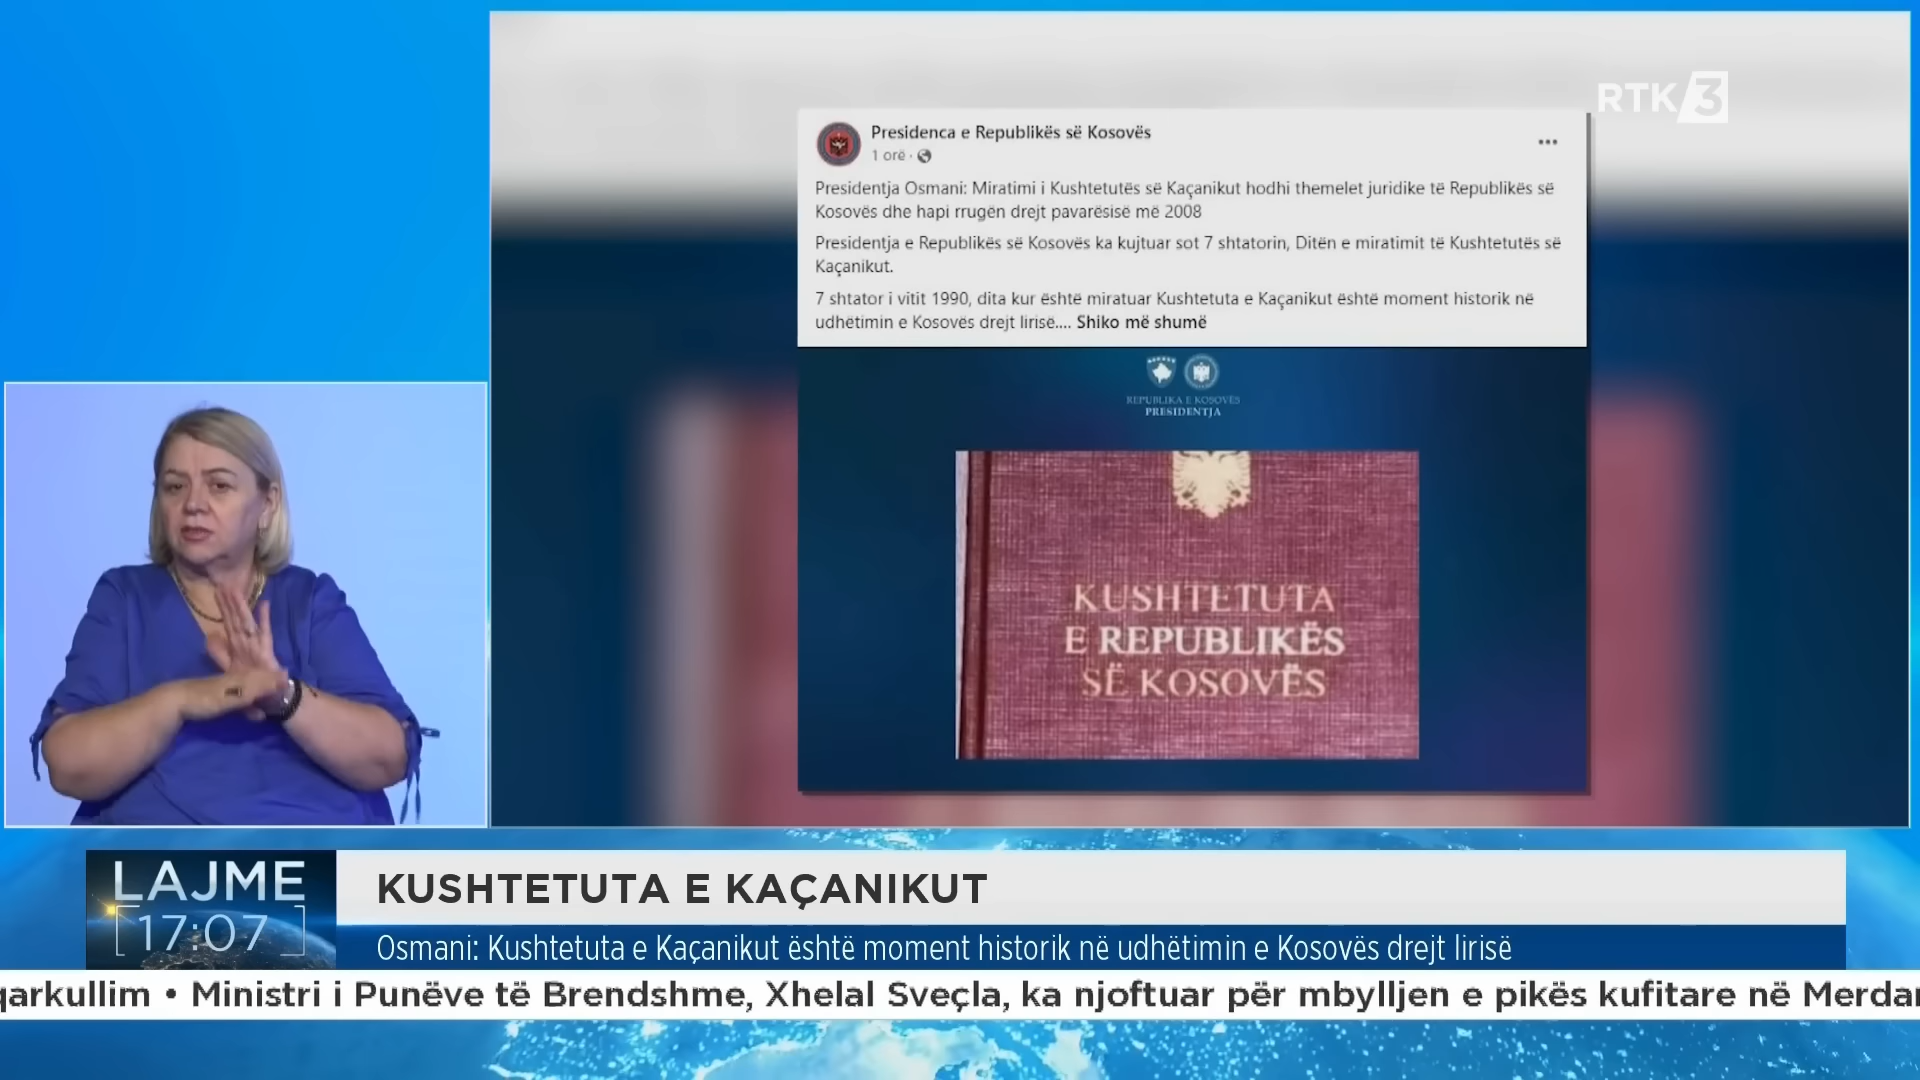 RTK 3
Presidenca e Republikës së Kosovës
1 orë ·
Presidentja Osmani: Miratimi i Kushtetutës së Kaçanikut hodhi themelet juridike të Republikës së
Kosovës dhe hapi rrugën drejt pavarësisë më 2008
Presidentja e Republikës së Kosovës ka kujtuar sot 7 shtatorin, Ditën e miratimit të Kushtetutës së
Kaçanikut.
7 shtator i vitit 1990, dita kur është miratuar Kushtetuta e Kaçanikut është moment historik në
udhëtimin e Kosovës drejt lirisë.... Shiko më shumë
REPUBLIKA E KOSOVËS
PRESIDENTJA
KUSHTETUTA
E REPUBLIKËS
SË KOSOVËS
LAJME
17:07
KUSHTETUTA E KAÇANIKUT
Osmani: Kushtetuta e Kaçanikut është moment historik në udhëtimin e Kosovës drejt lirisë
qarkullim • Ministri i Punëve të Brendshme, Xhelal Sveçla, ka njoftuar për mbylljen e pikës kufitare në Merdar